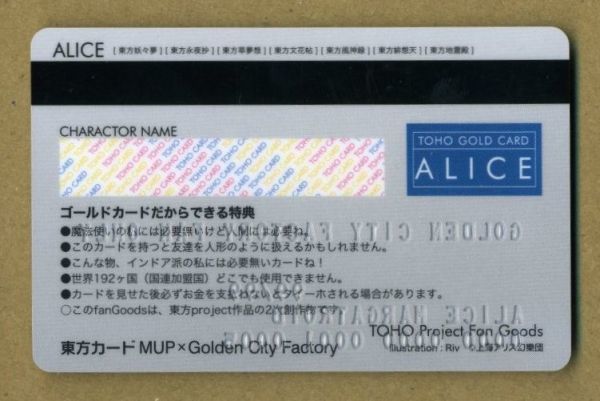 ALICE [東方妖々夢] [東方永夜抄] [東方萃夢想] [東方文花帖] [東方風神録] [東方緋想天] [東方地霊殿]
CHARACTOR NAME
TOHO CARD
TOHO GOLD CARD
ALICE
ゴールドカードだからできる特典
●魔法使いの私には必要無いけど人間には必要ね。
●このカードを持つと友達を人形のように扱えるかもしれません。
●こんな物、インドア派の私には必要無いカードね！
●世界192ヶ国（国連加盟国）どこでも使用できません。
●カードを見せた後必ずお金を支払わないとタイーホされる場合があります。
○このfanGoodsは、東方project作品の2次創作物です。
GOLDEN CITY FACTORY
ALICE MARGATROID
TOHO Project Fan Goods
東方カード MUP×Golden City Factory
Illustration : Riv ©上海アリス幻樂団